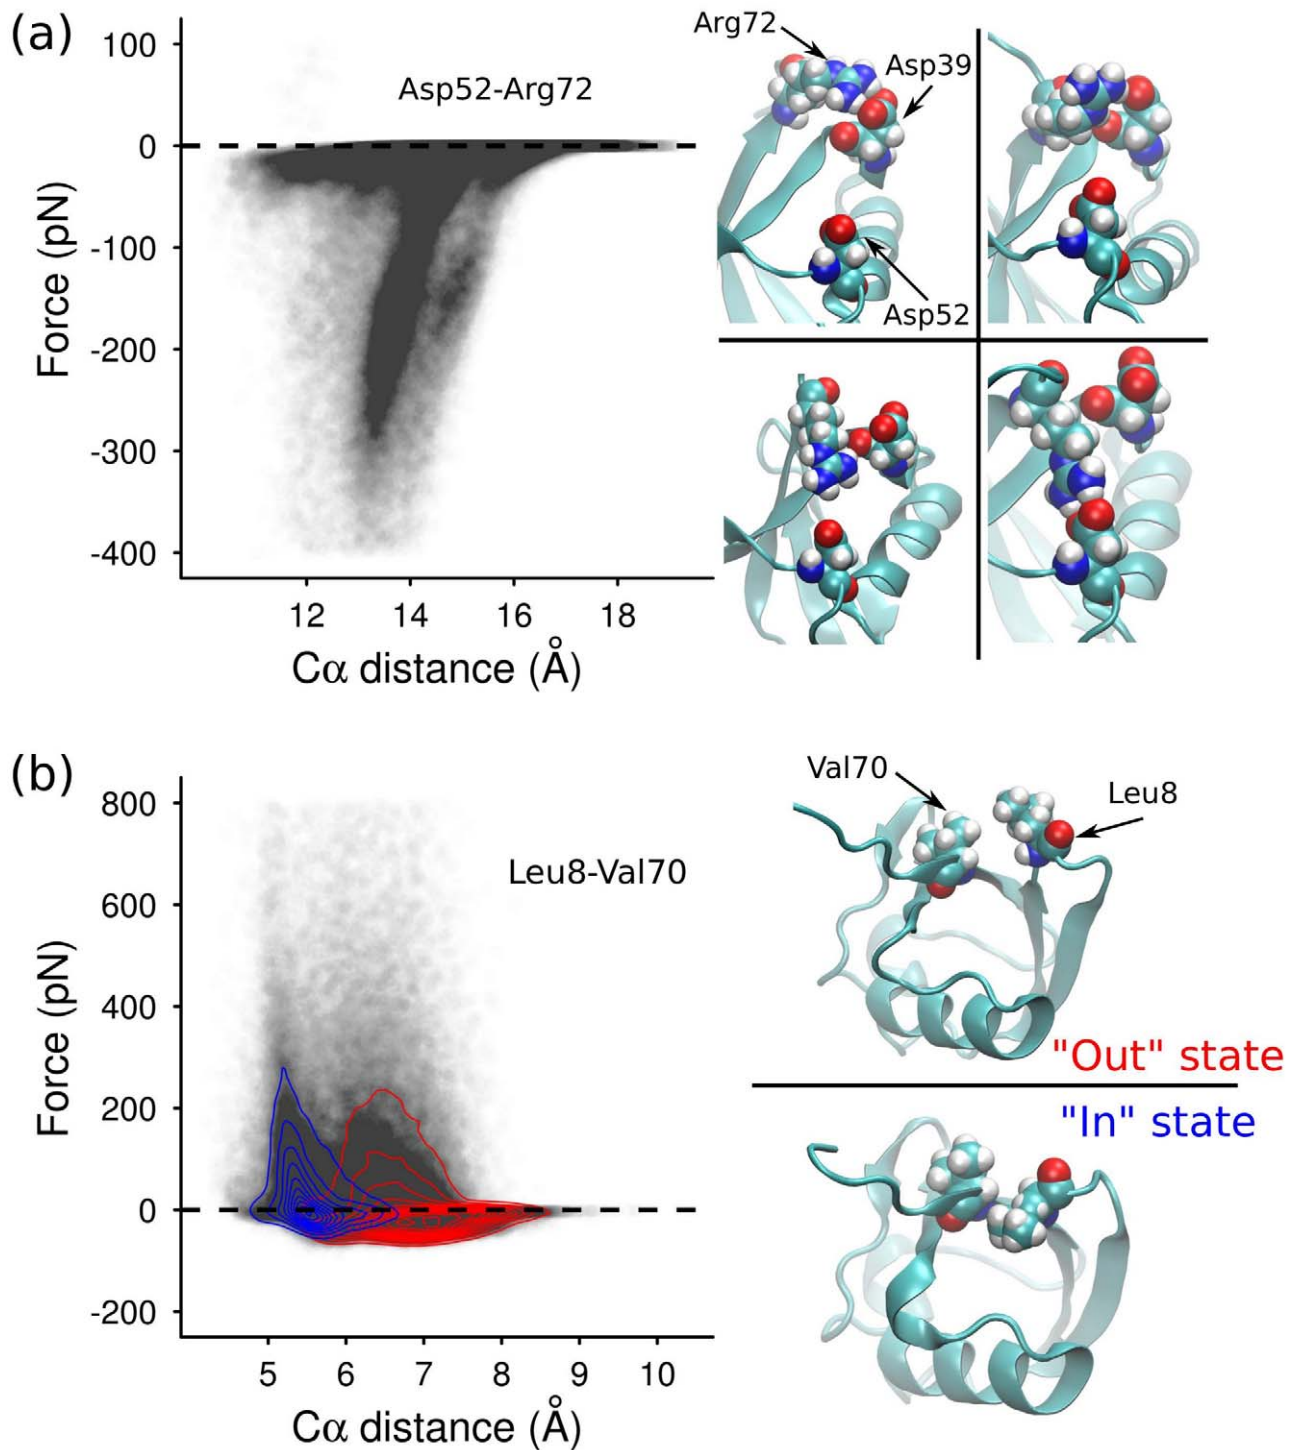 (a)
Force (pN)
100
0
-100
-200
-300
-400
Asp52-Arg72
12 14 16 18
Cα distance (Å)
Arg72
Asp39
Asp52
(b)
Force (pN)
800
600
400
200
0
-200
Leu8-Val70
5 6 7 8 9 10
Cα distance (Å)
Val70
Leu8
"Out" state
"In" state